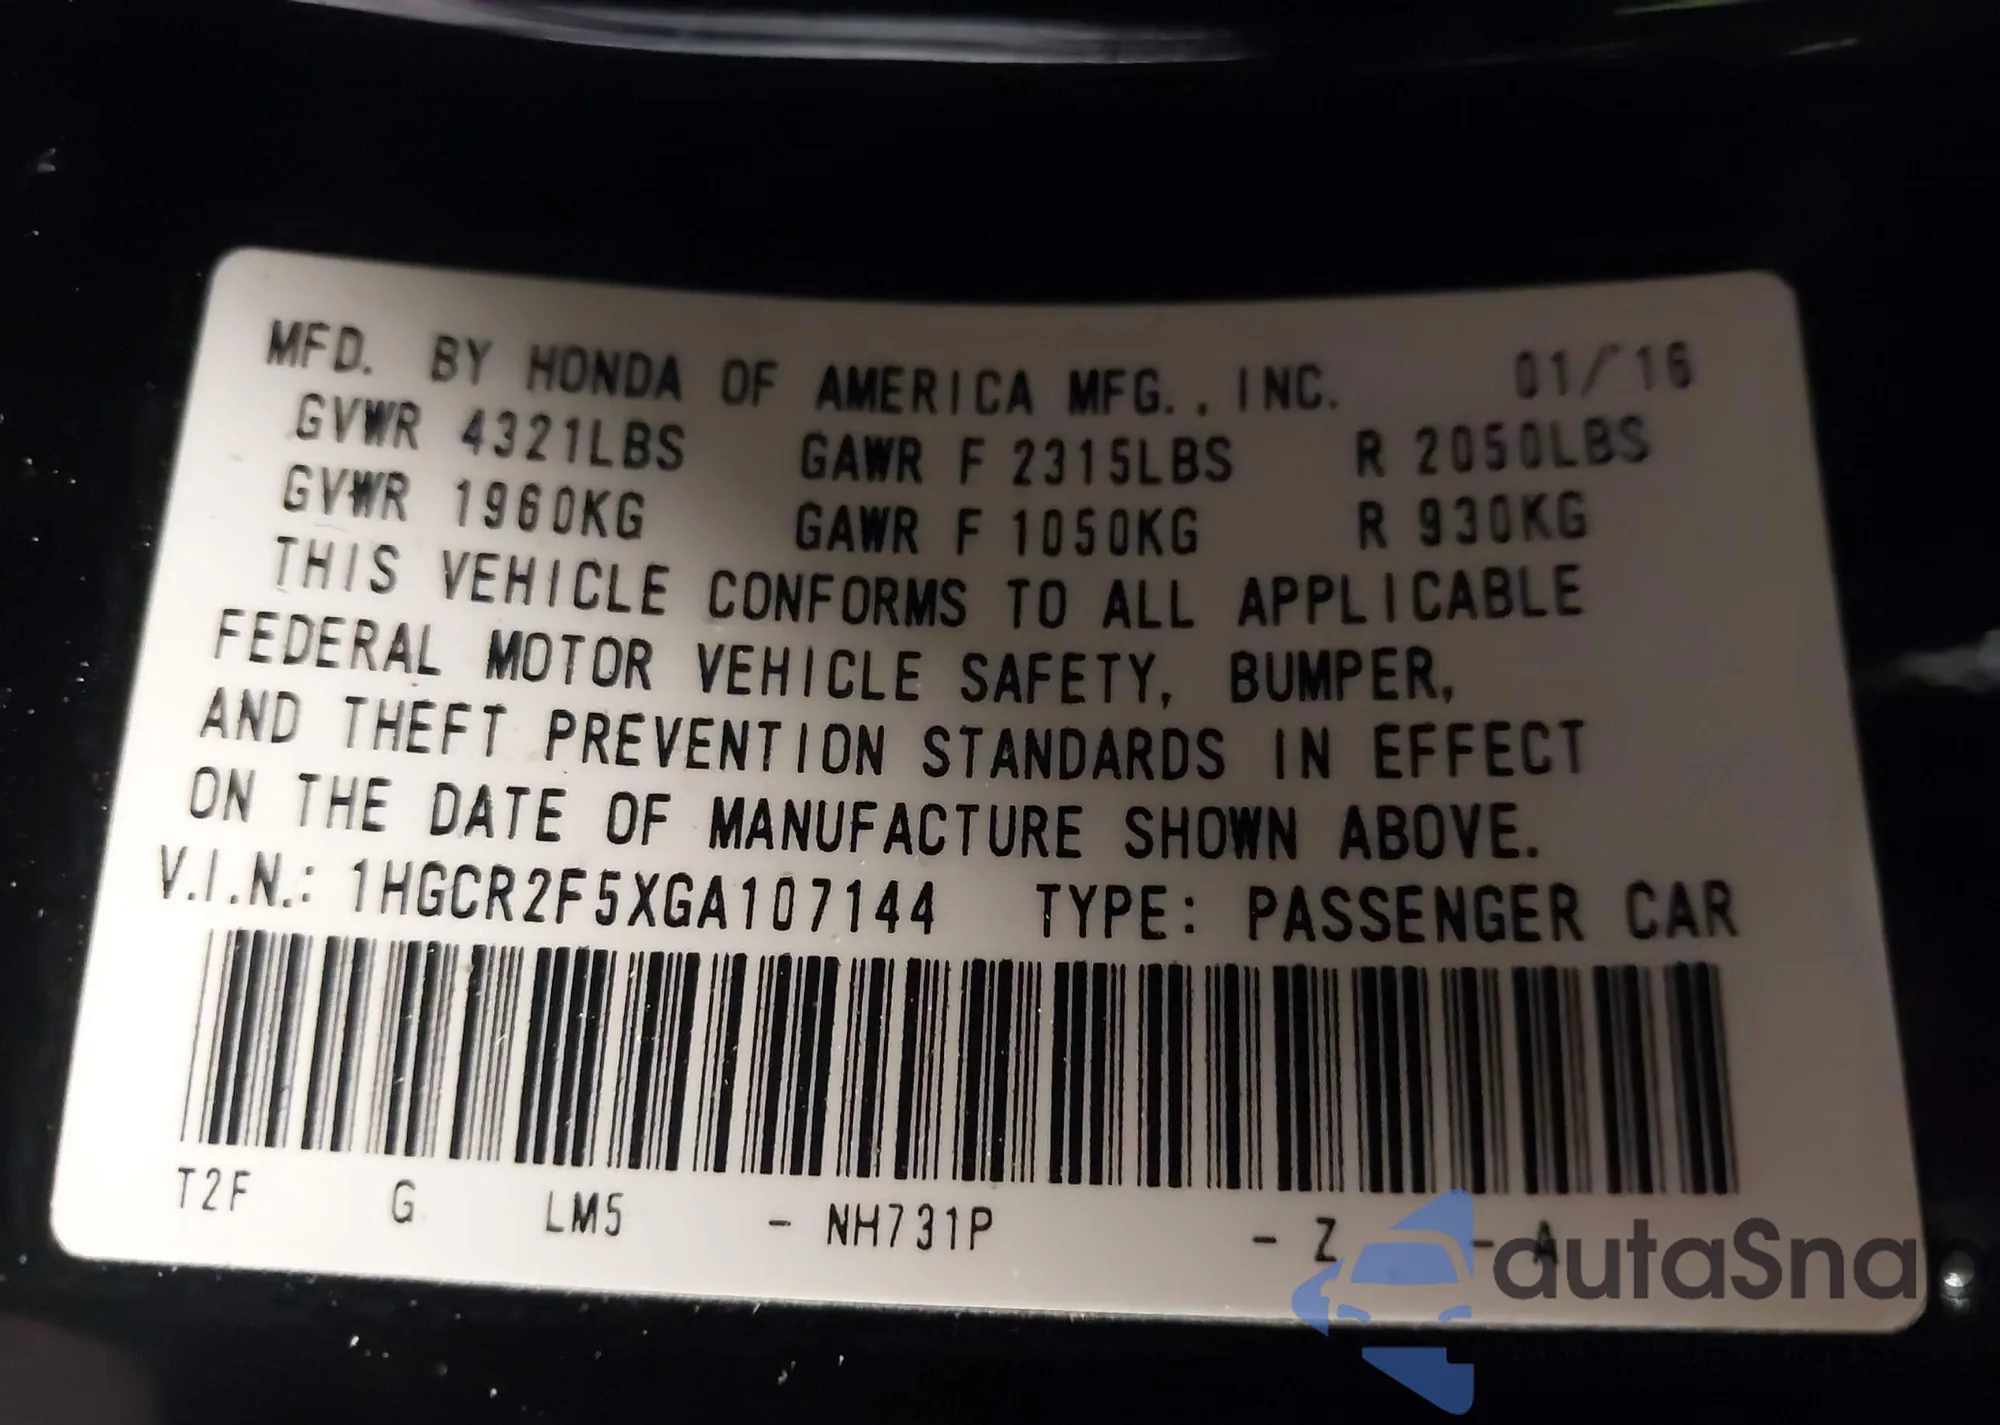 MFD. BY HONDA OF AMERICA MFG., INC. 01/16
GVWR 4321LBS GAWR F 2315LBS R 2050LBS
GVWR 1960KG GAWR F 1050KG R 930KG
THIS VEHICLE CONFORMS TO ALL APPLICABLE
FEDERAL MOTOR VEHICLE SAFETY, BUMPER,
AND THEFT PREVENTION STANDARDS IN EFFECT
ON THE DATE OF MANUFACTURE SHOWN ABOVE.
V.I.N.: 1HGCR2F5XGA107144 TYPE: PASSENGER CAR
T2F G LM5 - NH731P - Z - A
autaSna